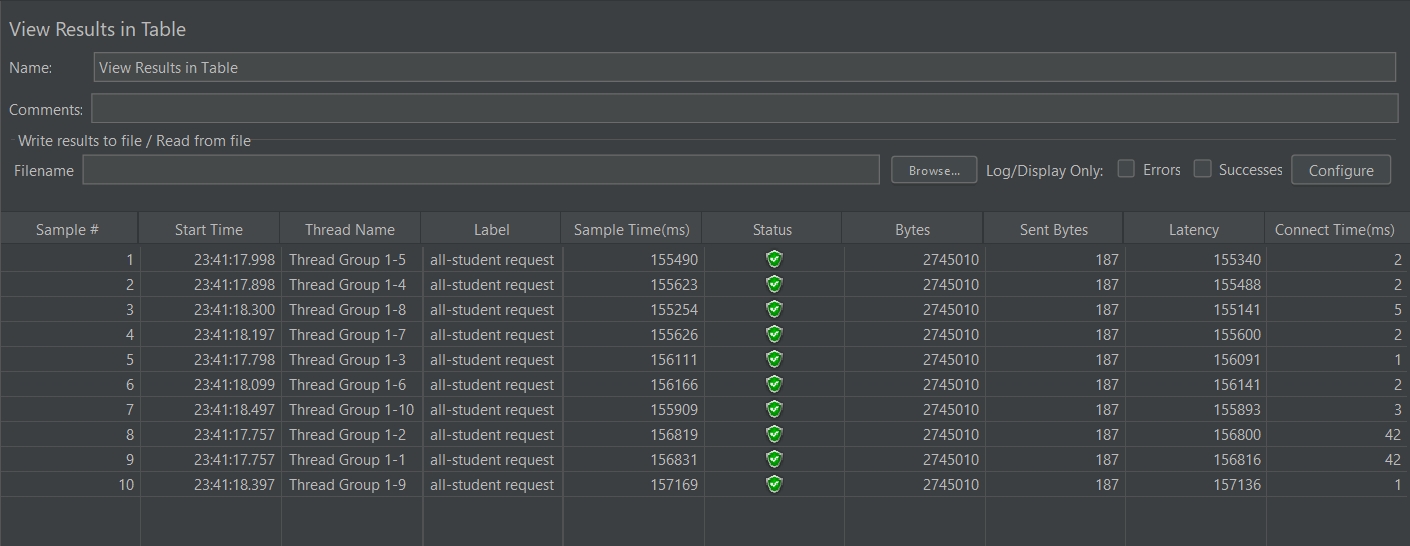 View Results in Table
Name: View Results in Table
Comments:
Write results to file / Read from file
Filename Browse... Log/Display Only: Errors Successes Configure
Sample # Start Time Thread Name Label Sample Time(ms) Status Bytes Sent Bytes Latency Connect Time(ms)
1 23:41:17.998 Thread Group 1-5 all-student request 155490 2745010 187 155340 2
2 23:41:17.898 Thread Group 1-4 all-student request 155623 2745010 187 155488 2
3 23:41:18.300 Thread Group 1-8 all-student request 155254 2745010 187 155141 5
4 23:41:18.197 Thread Group 1-7 all-student request 155626 2745010 187 155600 2
5 23:41:17.798 Thread Group 1-3 all-student request 156111 2745010 187 156091 1
6 23:41:18.099 Thread Group 1-6 all-student request 156166 2745010 187 156141 2
7 23:41:18.497 Thread Group 1-10 all-student request 155909 2745010 187 155893 3
8 23:41:17.757 Thread Group 1-2 all-student request 156819 2745010 187 156800 42
9 23:41:17.757 Thread Group 1-1 all-student request 156831 2745010 187 156816 42
10 23:41:18.397 Thread Group 1-9 all-student request 157169 2745010 187 157136 1